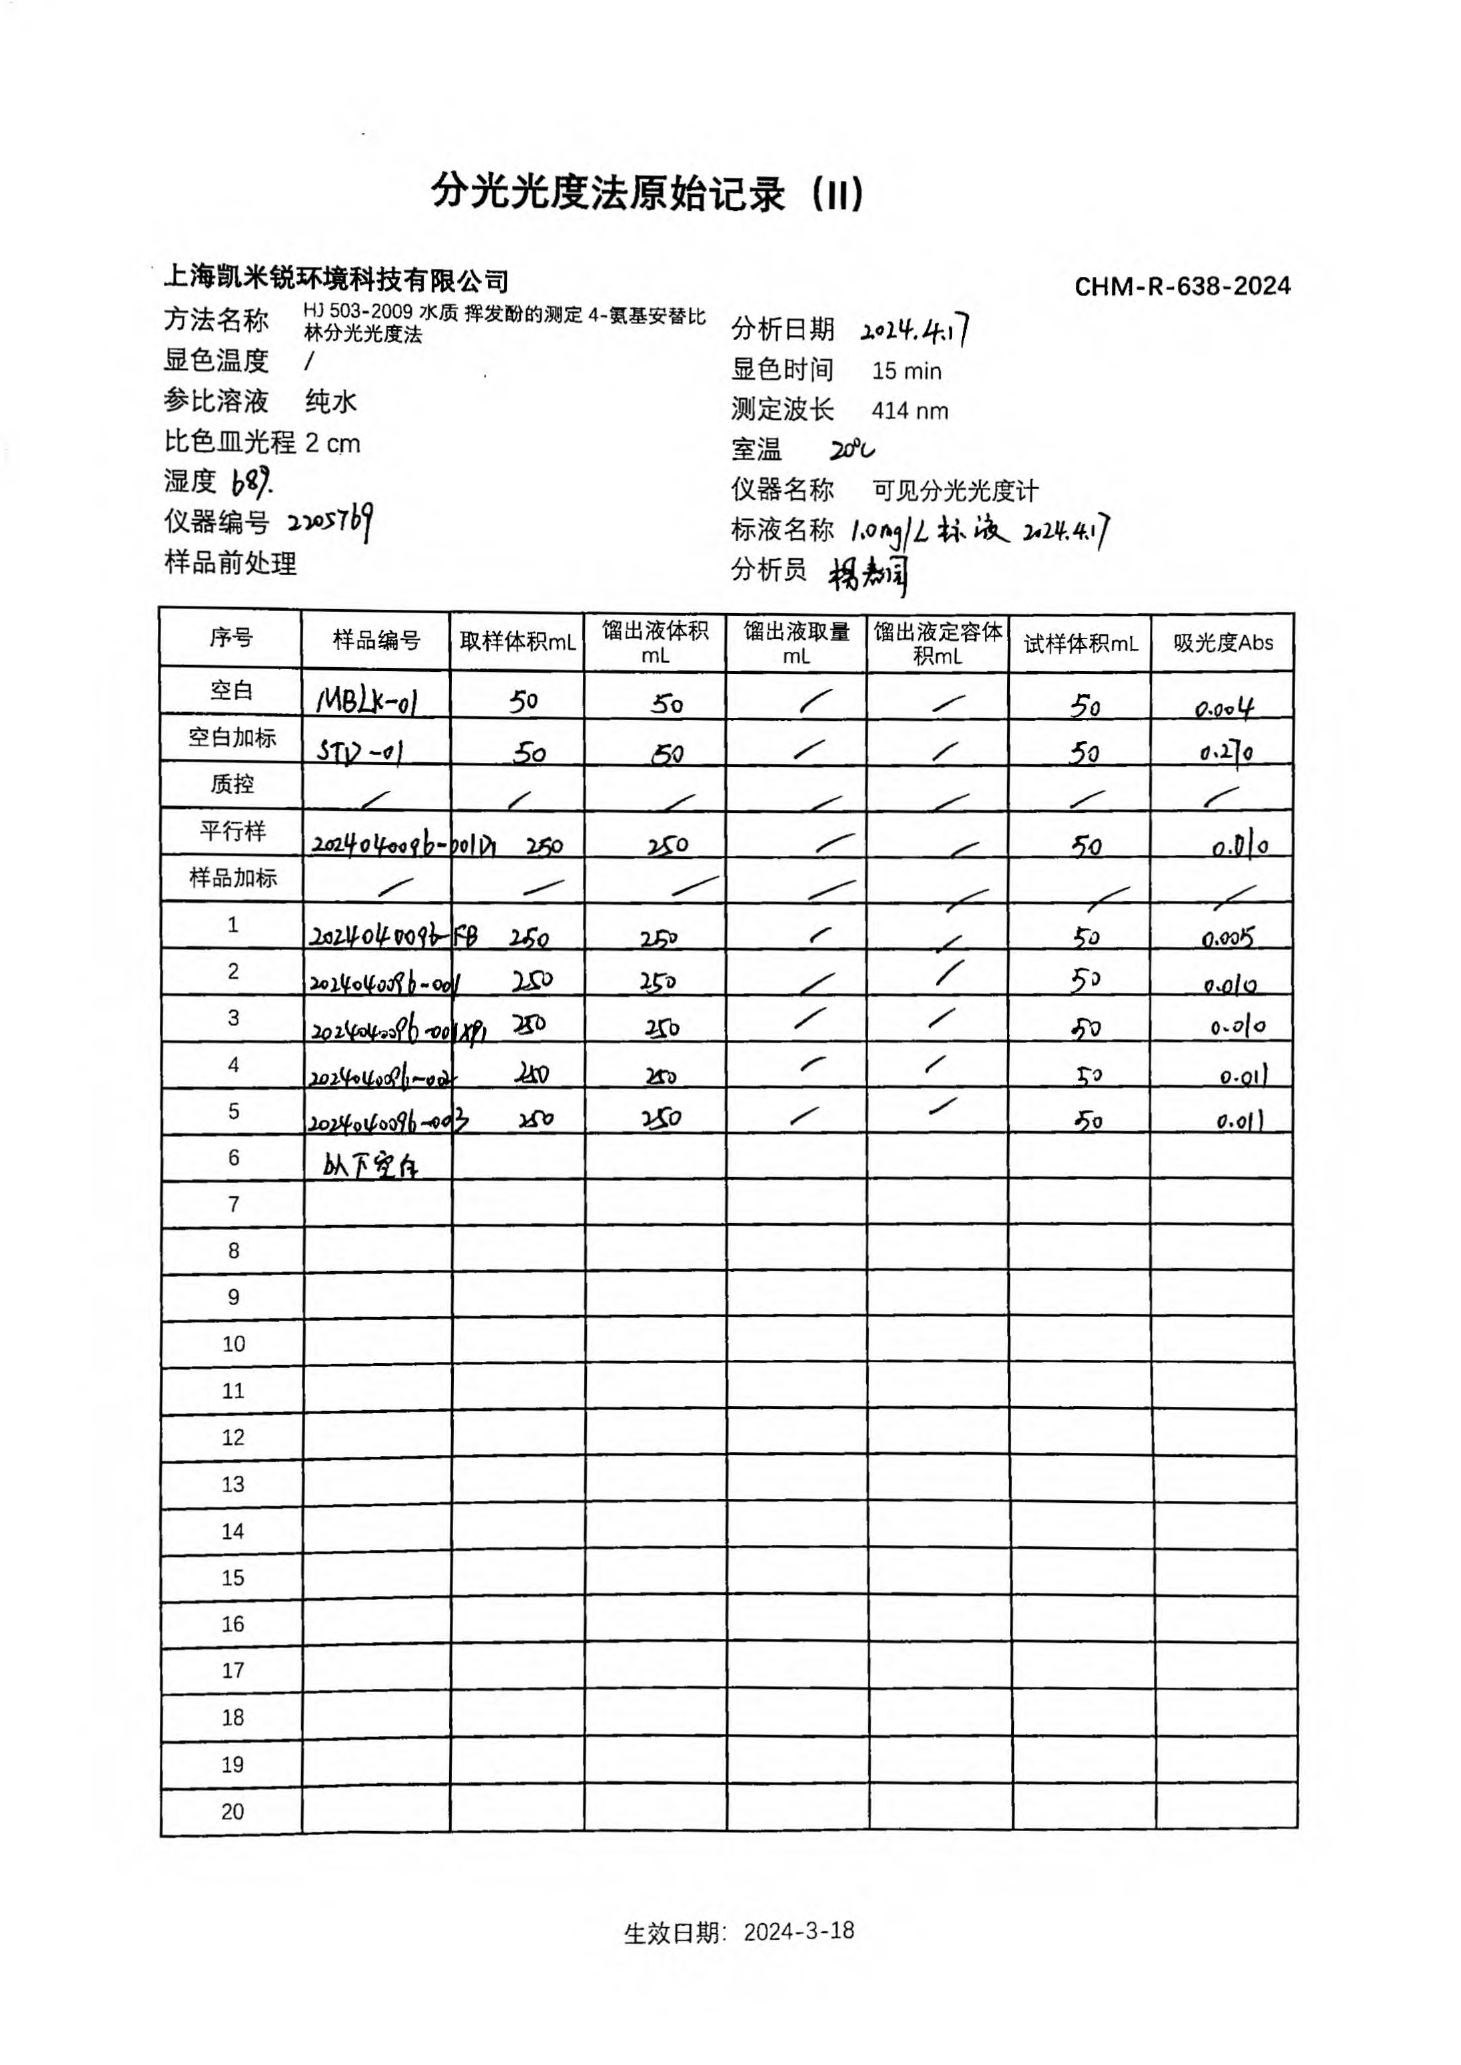 分光光度法原始记录（II）
上海凯米锐环境科技有限公司 CHM-R-638-2024
方法名称 HJ 503-2009 水质 挥发酚的测定 4-氨基安替比林分光光度法 分析日期 2024.4.17
显色温度 / 显色时间 15 min
参比溶液 纯水 测定波长 414 nm
比色皿光程 2 cm 室温 20℃
湿度 68% 仪器名称 可见分光光度计
仪器编号 2205769 标液名称 1.0mg/L 标液 2024.4.17
样品前处理 分析员
序号 样品编号 取样体积mL 馏出液体积mL 馏出液取量mL 馏出液定容体积mL 试样体积mL 吸光度Abs
空白 MBLK-01 50 50 / / 50 0.004
空白加标 STD-01 50 50 / / 50 0.270
质控 / / / / / / /
平行样 2024040096-001D1 250 250 / / 50 0.010
样品加标 / / / / / / /
1 2024040096-FB 250 250 / / 50 0.005
2 2024040096-001 250 250 / / 50 0.010
3 2024040096-001XP1 250 250 / / 50 0.010
4 2024040096-002 250 250 / / 50 0.011
5 2024040096-003 250 250 / / 50 0.011
6 以下空白
7
8
9
10
11
12
13
14
15
16
17
18
19
20
生效日期：2024-3-18